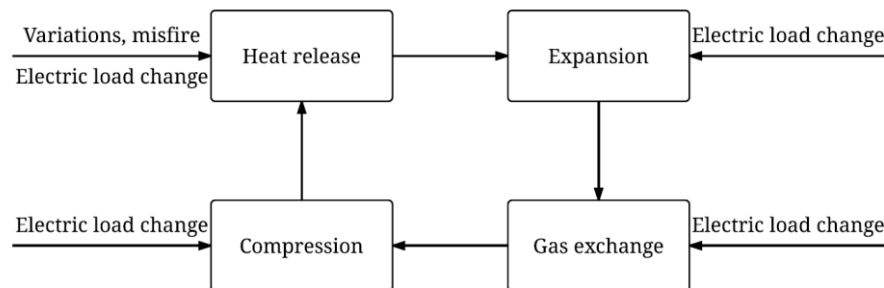 Variations, misfire
Electric load change
Heat release
Expansion
Electric load change
Electric load change
Compression
Gas exchange
Electric load change